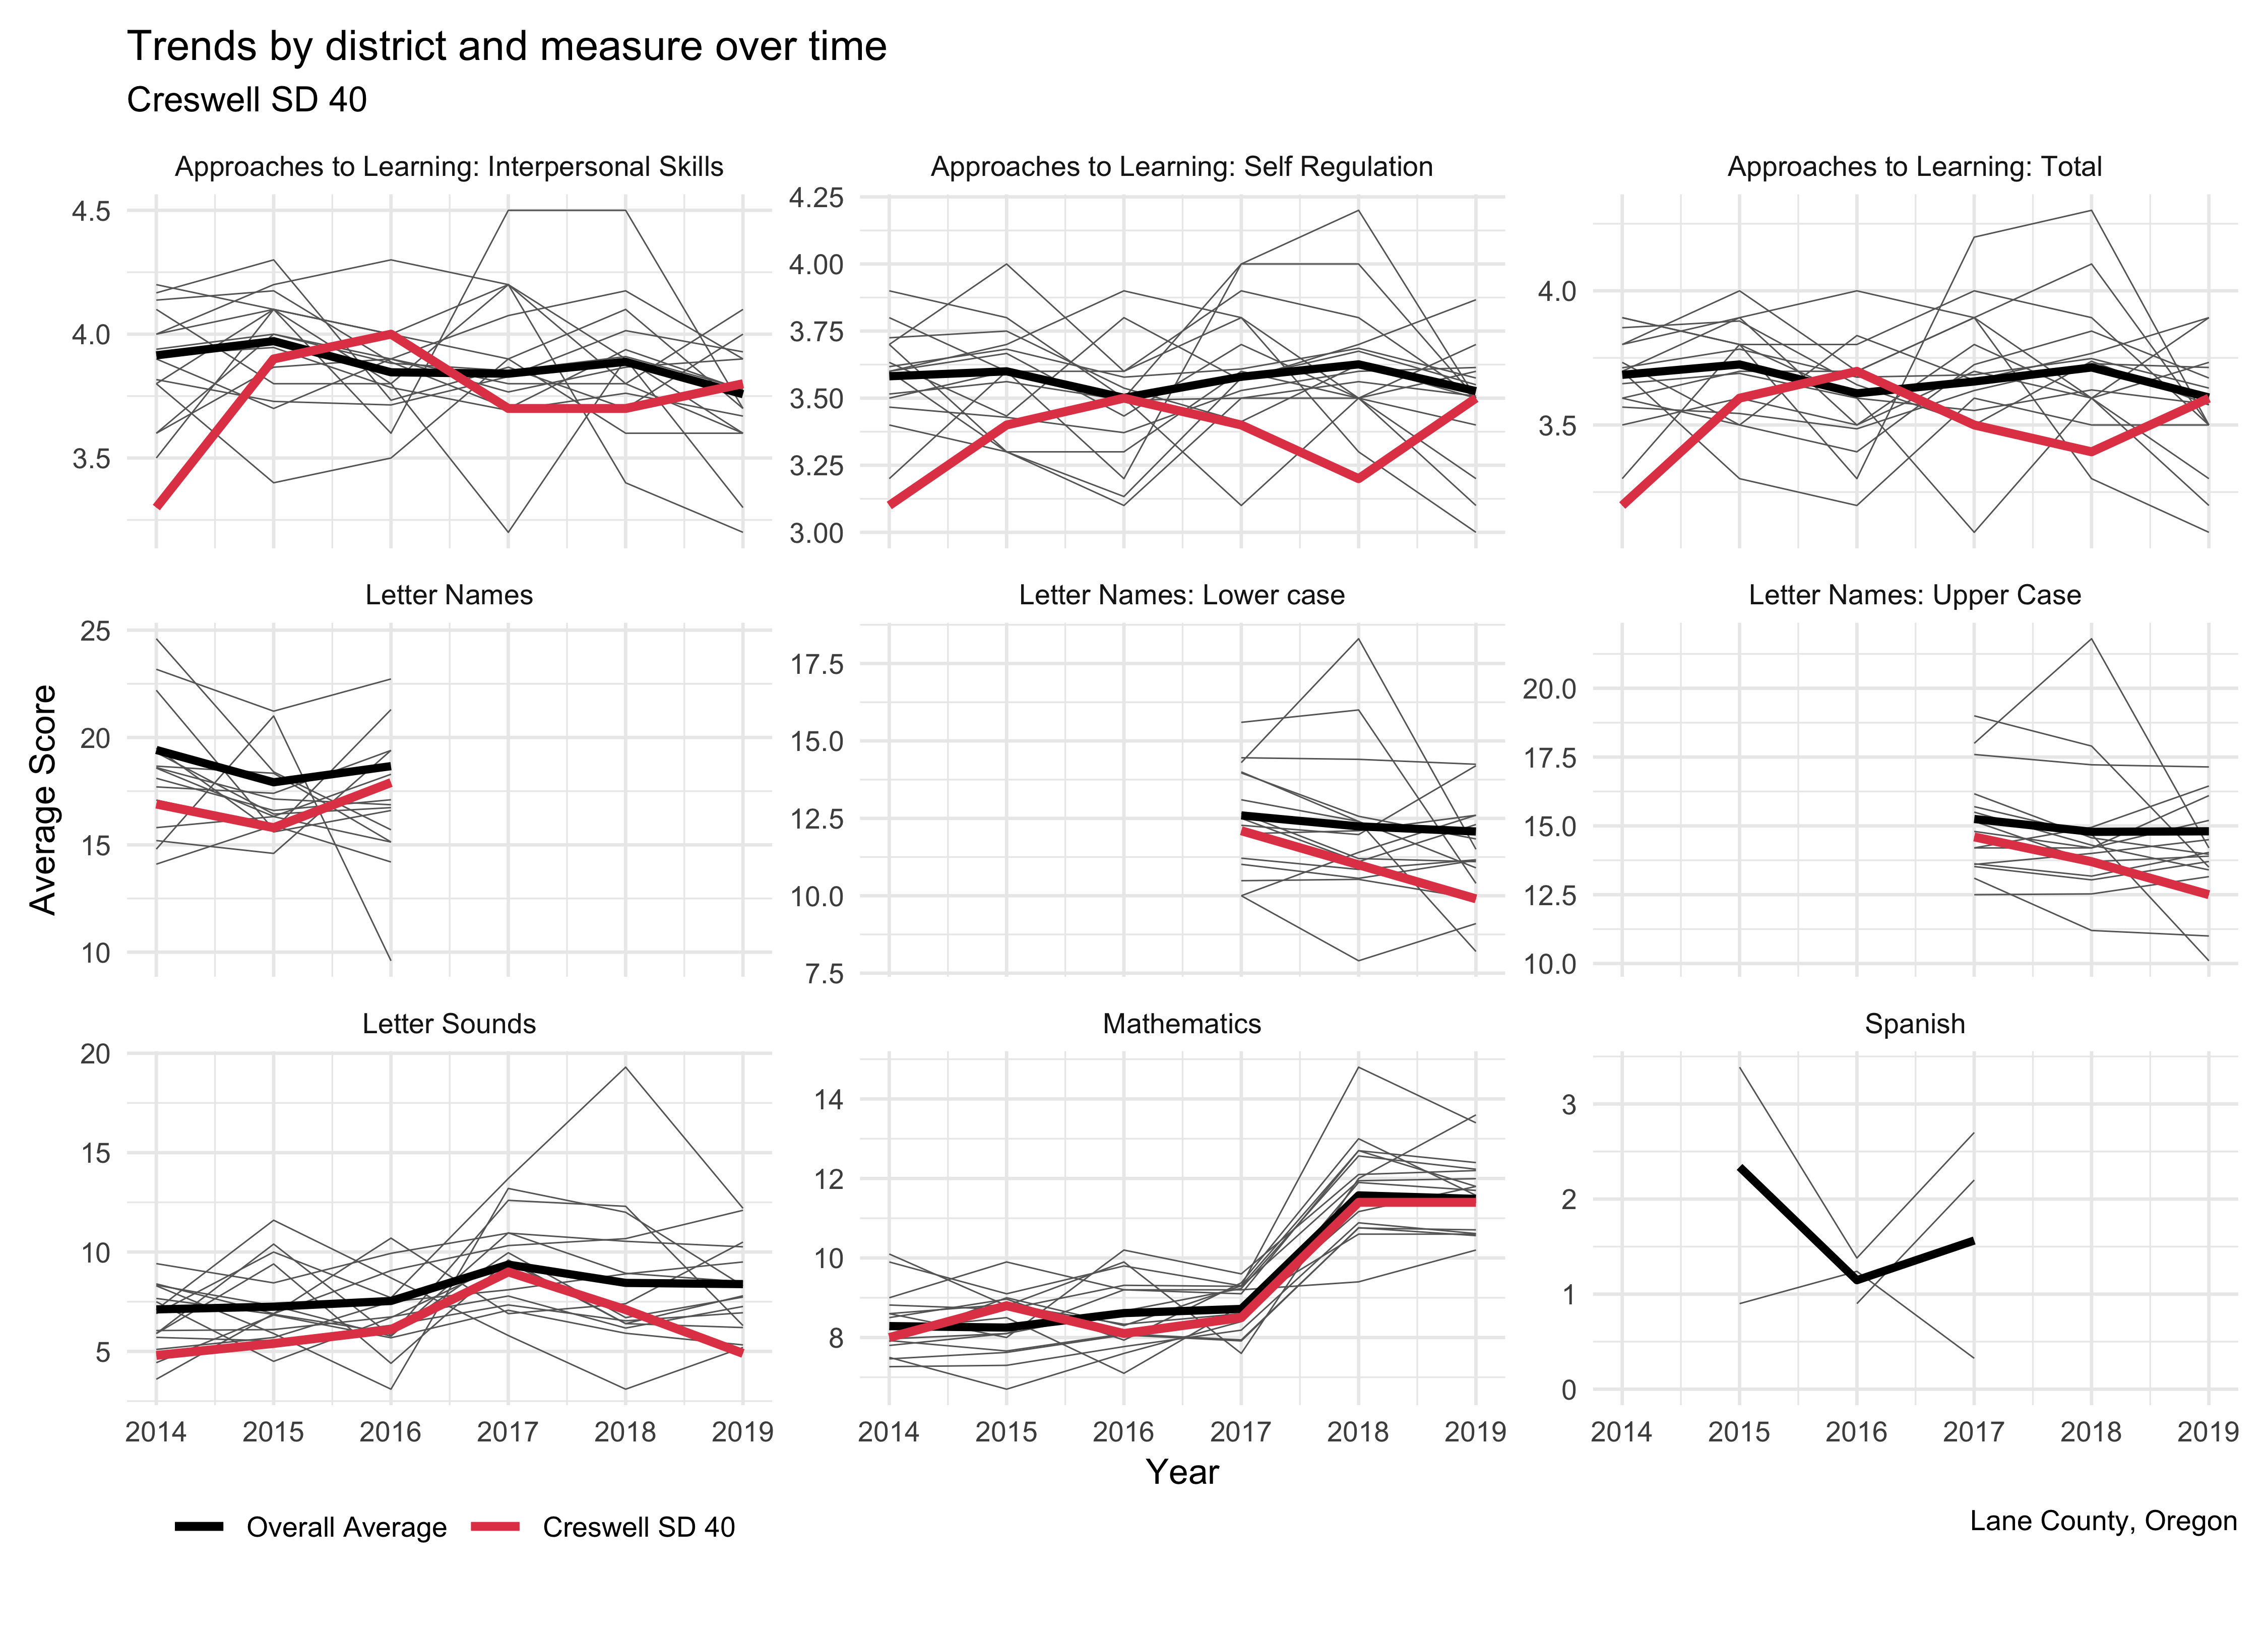 Trends by district and measure over time
Creswell SD 40
Approaches to Learning: Interpersonal Skills
Approaches to Learning: Self Regulation
Approaches to Learning: Total
4.5
4.0
3.5
4.25
4.00
3.75
3.50
3.25
3.00
4.0
3.5
Letter Names
Letter Names: Lower case
Letter Names: Upper Case
25
20
15
10
17.5
15.0
12.5
10.0
7.5
20.0
17.5
15.0
12.5
10.0
Average Score
Letter Sounds
Mathematics
Spanish
20
15
10
5
14
12
10
8
3
2
1
0
2014 2015 2016 2017 2018 2019
2014 2015 2016 2017 2018 2019
2014 2015 2016 2017 2018 2019
Year
Overall Average
Creswell SD 40
Lane County, Oregon